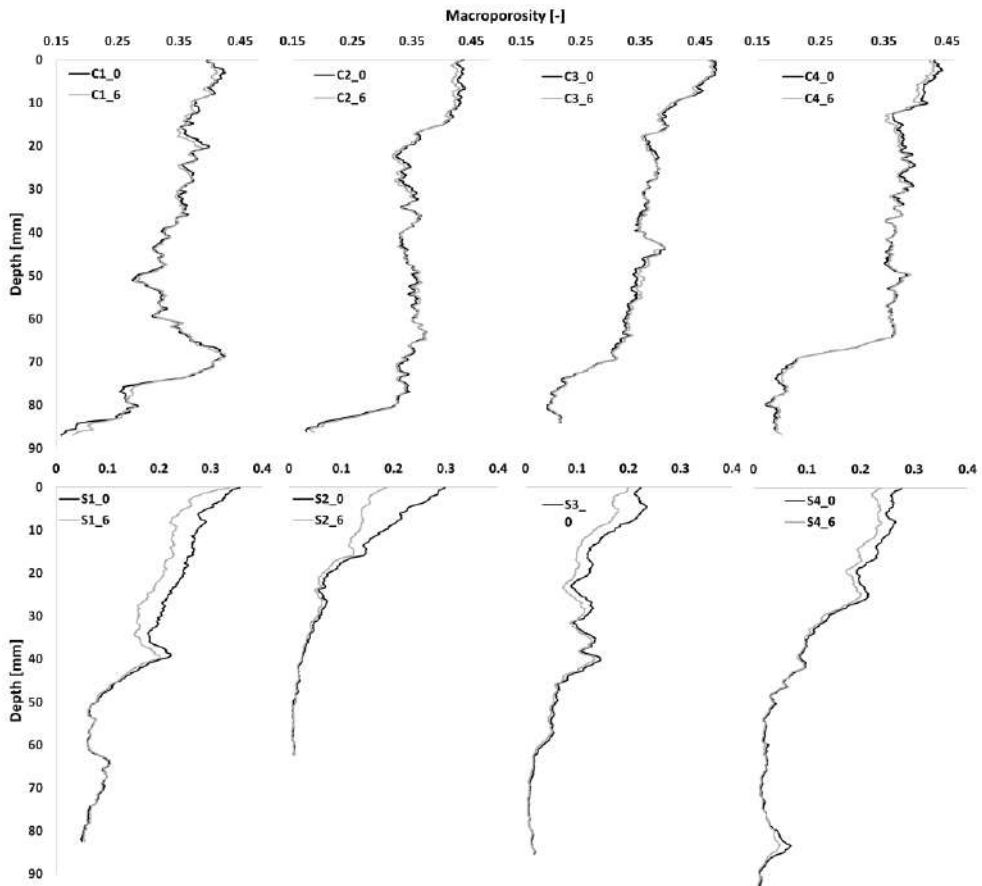 Macroporosity [-]
0.15 0.25 0.35 0.45 0.15 0.25 0.35 0.45 0.15 0.25 0.35 0.45 0.15 0.25 0.35 0.45
0
C1_0
C1_6
C2_0
C2_6
C3_0
C3_6
C4_0
C4_6
10
20
30
40
50
60
70
80
90
Depth [mm]
0 0.1 0.2 0.3 0.4 0 0.1 0.2 0.3 0.4 0 0.1 0.2 0.3 0.4 0 0.1 0.2 0.3 0.4
0
S1_0
S1_6
S2_0
S2_6
S3_
0
S4_0
S4_6
10
20
30
40
50
60
70
80
90
Depth [mm]